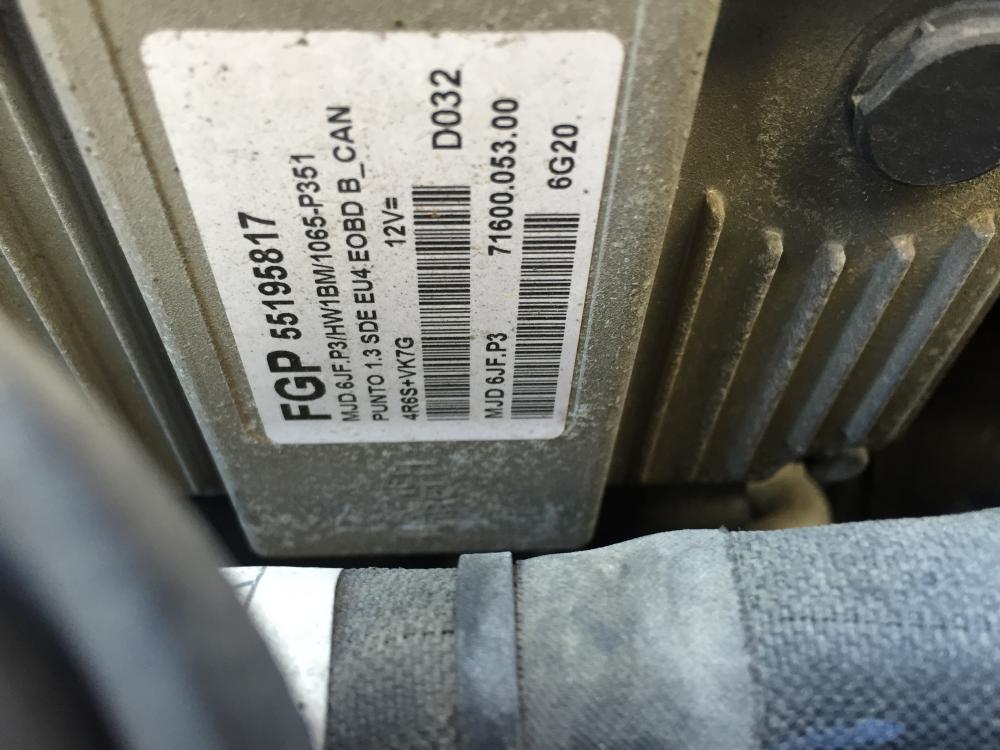 FGP 55195817
MJD 6JF.P3/HW1BM/1065-P351
PUNTO 1.3 SDE EU4 EOBD B_CAN
4R6S+VK7G 12V=
D032
MJD 6JF.P3 71600.053.00
6G20